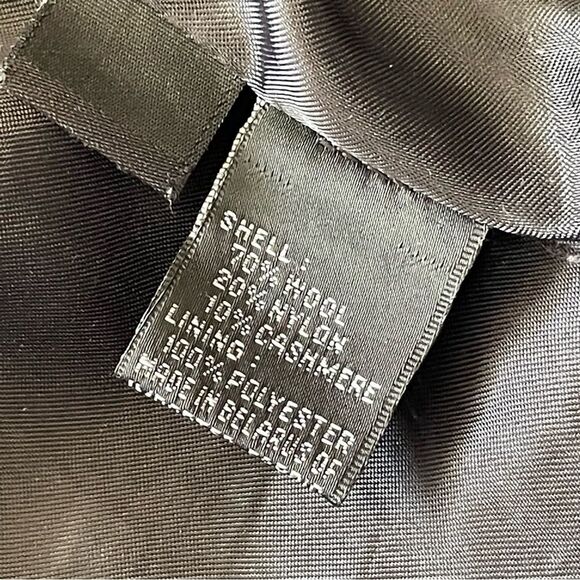 SHELL:
70% WOOL
20% NYLON
10% CASHMERE
LINING:
100% POLYESTER
MADE IN BELARUS OF